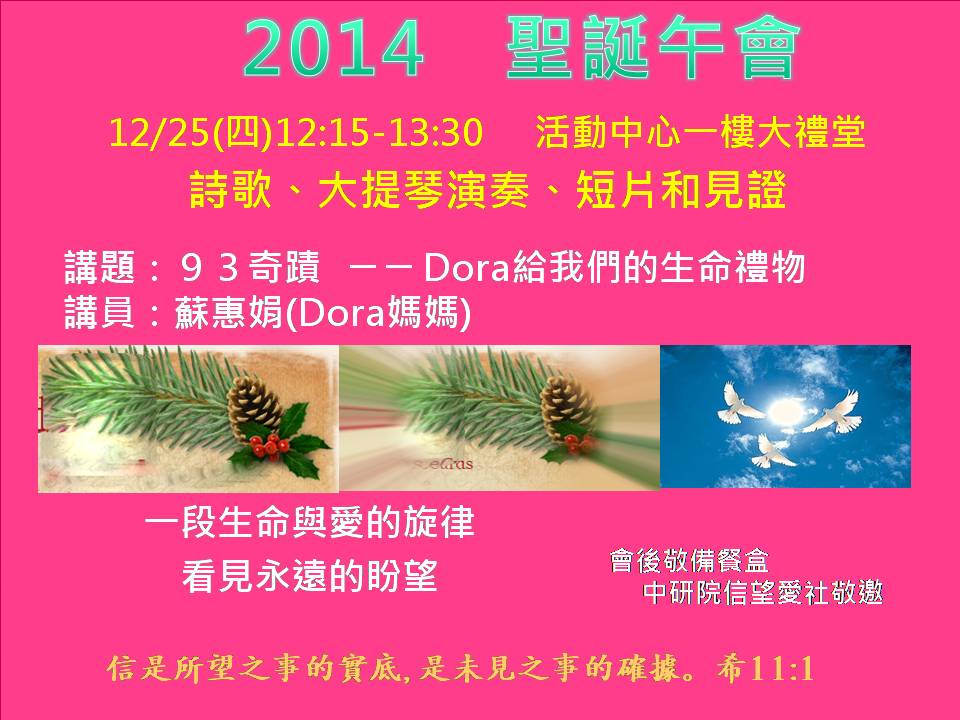 2014 聖誕午會
12/25(四)12:15-13:30 活動中心一樓大禮堂
詩歌、大提琴演奏、短片和見證
講題：９３奇蹟 －－Dora給我們的生命禮物
講員：蘇惠娟(Dora媽媽)
一段生命與愛的旋律
看見永遠的盼望
會後敬備餐盒
中研院信望愛社敬邀
信是所望之事的實底,是未見之事的確據。希11:1